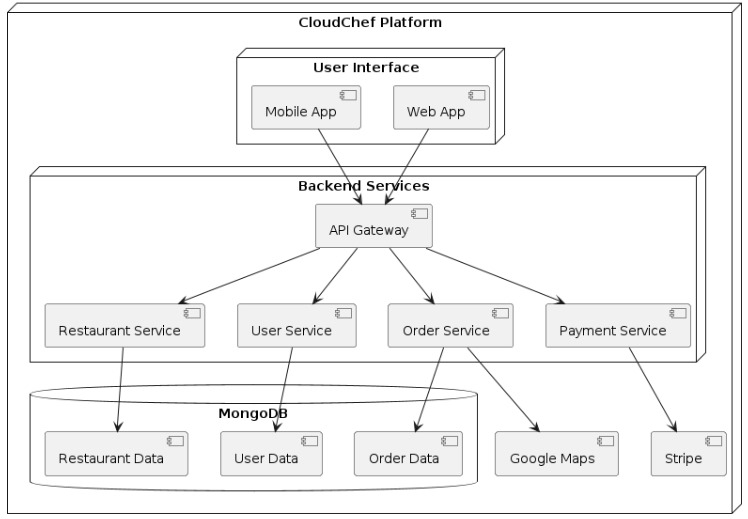 CloudChef Platform
User Interface
Mobile App
Web App
Backend Services
API Gateway
Restaurant Service
User Service
Order Service
Payment Service
MongoDB
Restaurant Data
User Data
Order Data
Google Maps
Stripe